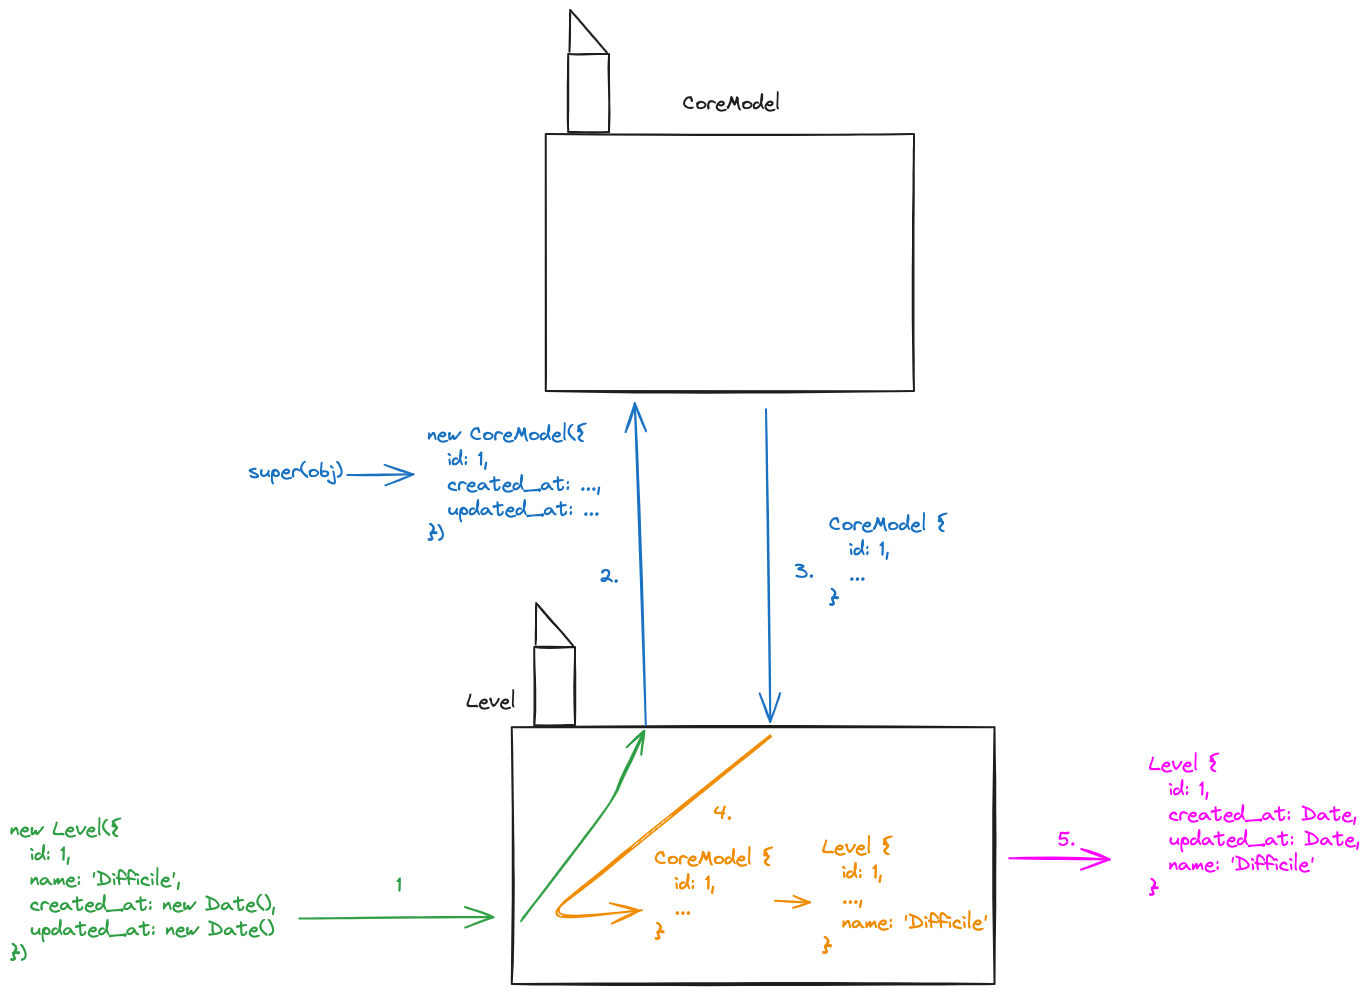 CoreModel
super(obj)
new CoreModel({
id: 1,
created_at: ...,
updated_at: ...
})
2.
3.
CoreModel {
id: 1,
...
}
Level
new Level({
id: 1,
name: 'Difficile',
created_at: new Date(),
updated_at: new Date()
})
1
4.
CoreModel {
id: 1,
...
}
Level {
id: 1,
...,
name: 'Difficile'
}
5.
Level {
id: 1,
created_at: Date,
updated_at: Date,
name: 'Difficile'
}